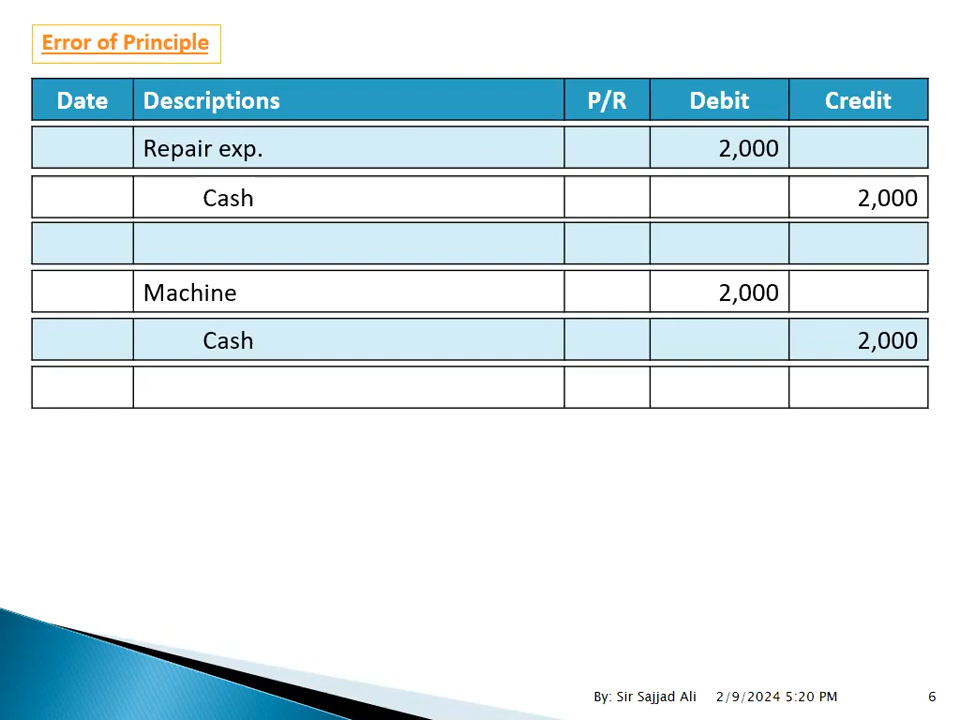 Error of Principle
Date Descriptions P/R Debit Credit
Repair exp. 2,000
Cash 2,000
Machine 2,000
Cash 2,000
By: Sir Sajjad Ali 2/9/2024 5:20 PM 6